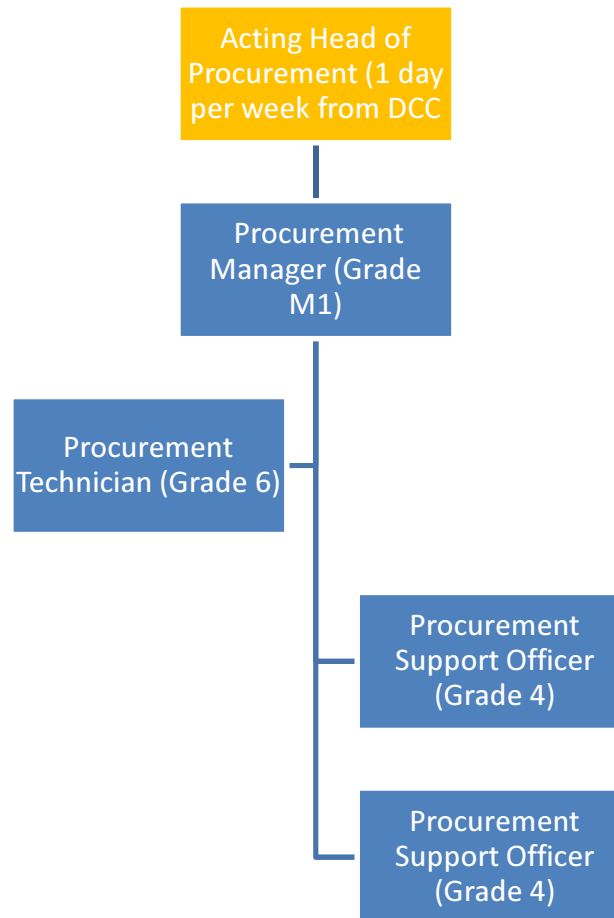 Acting Head of
Procurement (1 day
per week from DCC
Procurement
Manager (Grade
M1)
Procurement
Technician (Grade 6)
Procurement
Support Officer
(Grade 4)
Procurement
Support Officer
(Grade 4)